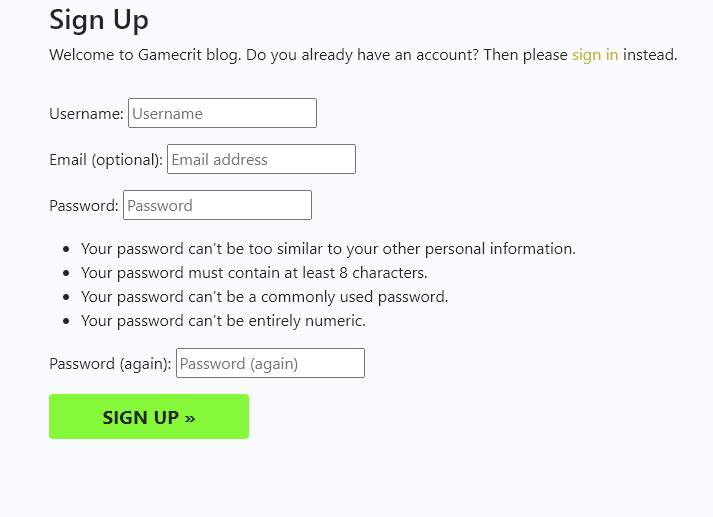 Sign Up
Welcome to Gamecrit blog. Do you already have an account? Then please sign in instead.
Username: Username
Email (optional): Email address
Password: Password
• Your password can’t be too similar to your other personal information.
• Your password must contain at least 8 characters.
• Your password can’t be a commonly used password.
• Your password can’t be entirely numeric.
Password (again): Password (again)
SIGN UP »